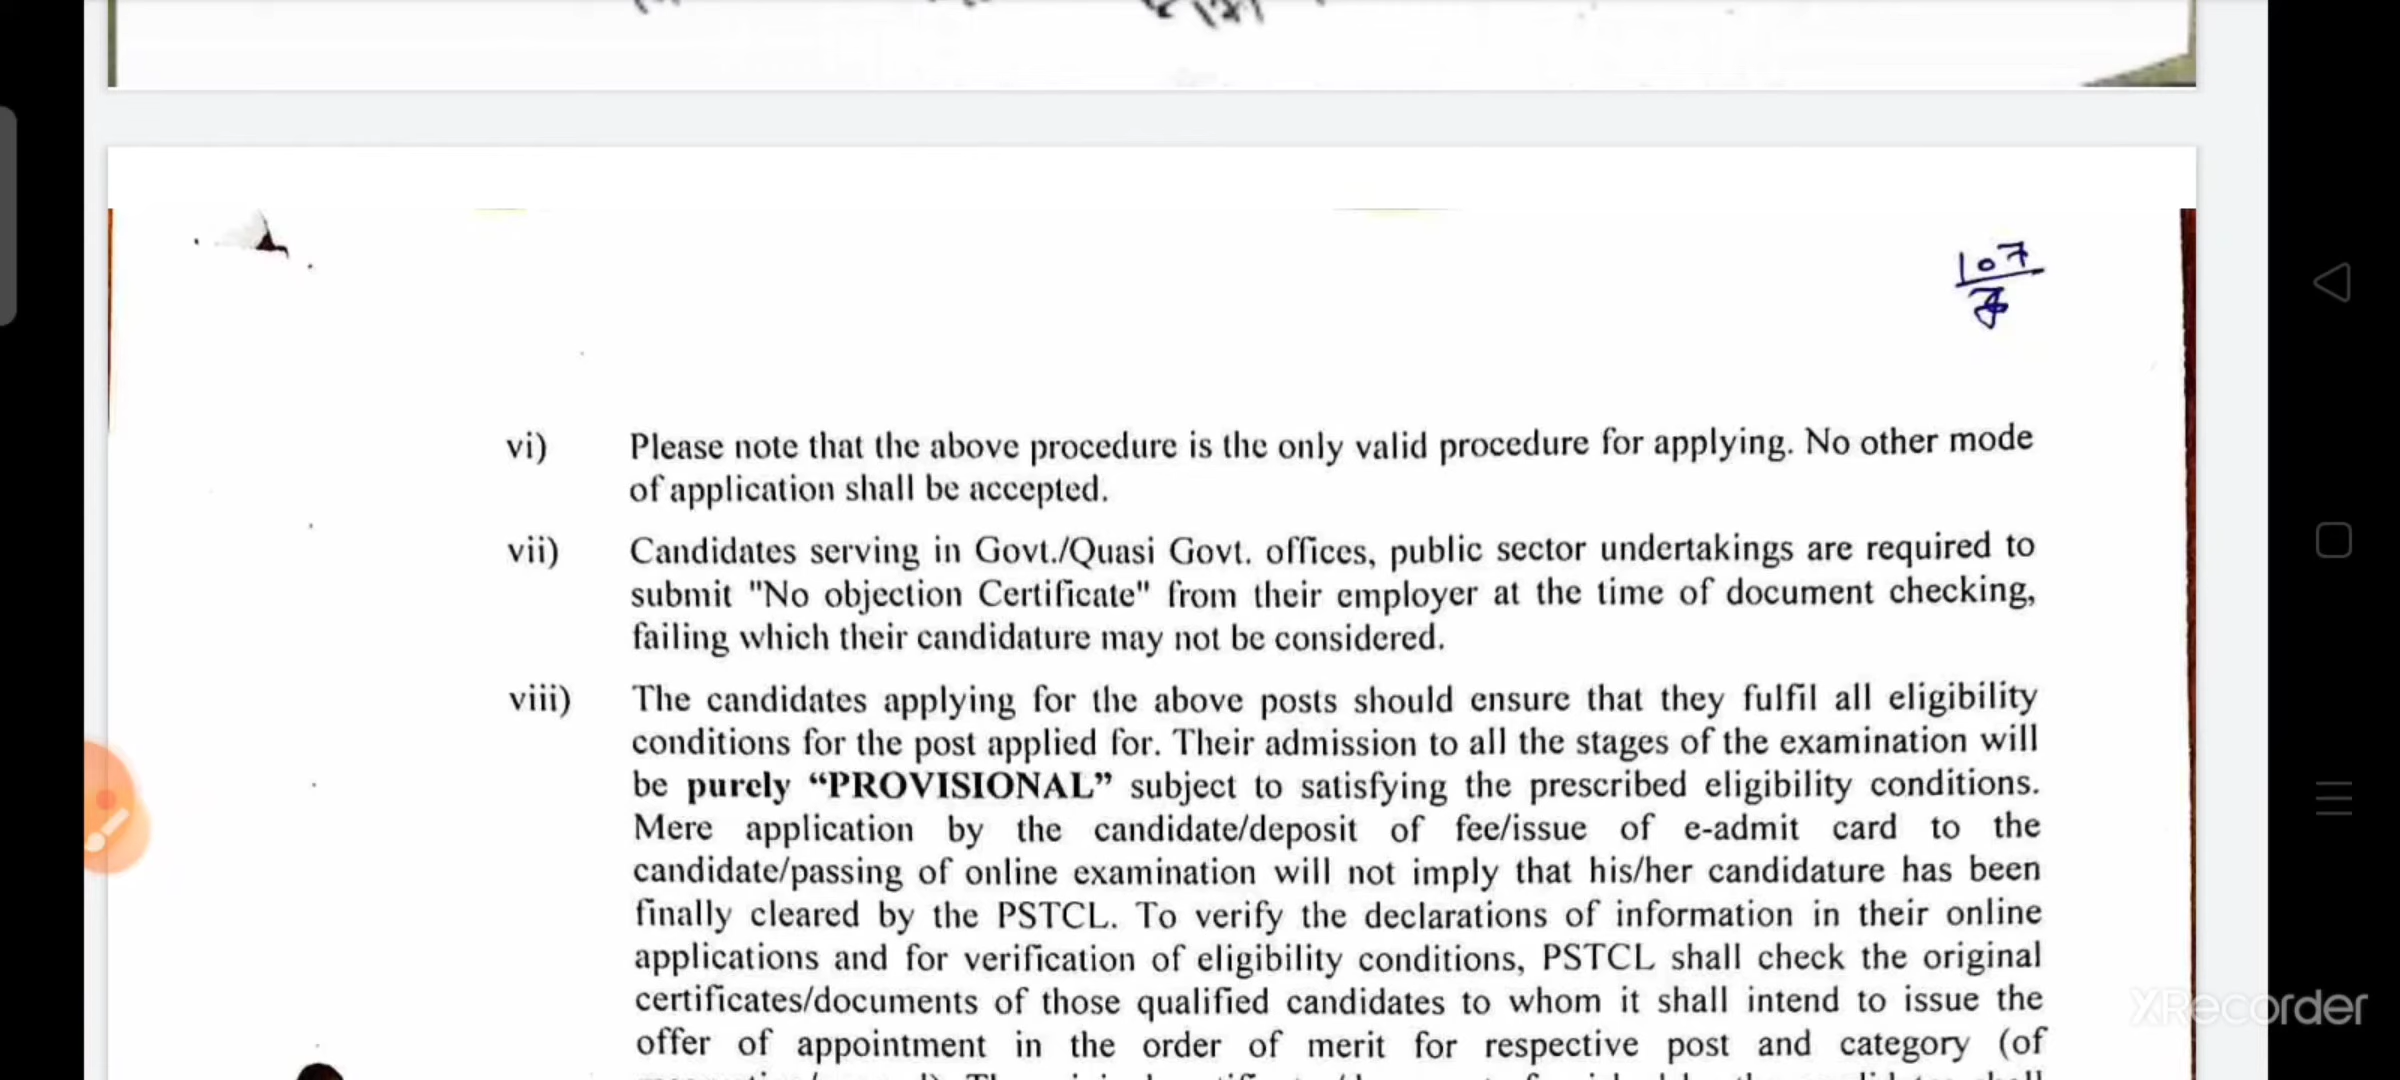 107
7
vi) Please note that the above procedure is the only valid procedure for applying. No other mode
of application shall be accepted.
vii) Candidates serving in Govt./Quasi Govt. offices, public sector undertakings are required to
submit "No objection Certificate" from their employer at the time of document checking,
failing which their candidature may not be considered.
viii) The candidates applying for the above posts should ensure that they fulfil all eligibility
conditions for the post applied for. Their admission to all the stages of the examination will
be purely “PROVISIONAL” subject to satisfying the prescribed eligibility conditions.
Mere application by the candidate/deposit of fee/issue of e-admit card to the
candidate/passing of online examination will not imply that his/her candidature has been
finally cleared by the PSTCL. To verify the declarations of information in their online
applications and for verification of eligibility conditions, PSTCL shall check the original
certificates/documents of those qualified candidates to whom it shall intend to issue the
offer of appointment in the order of merit for respective post and category (of
XRecorder